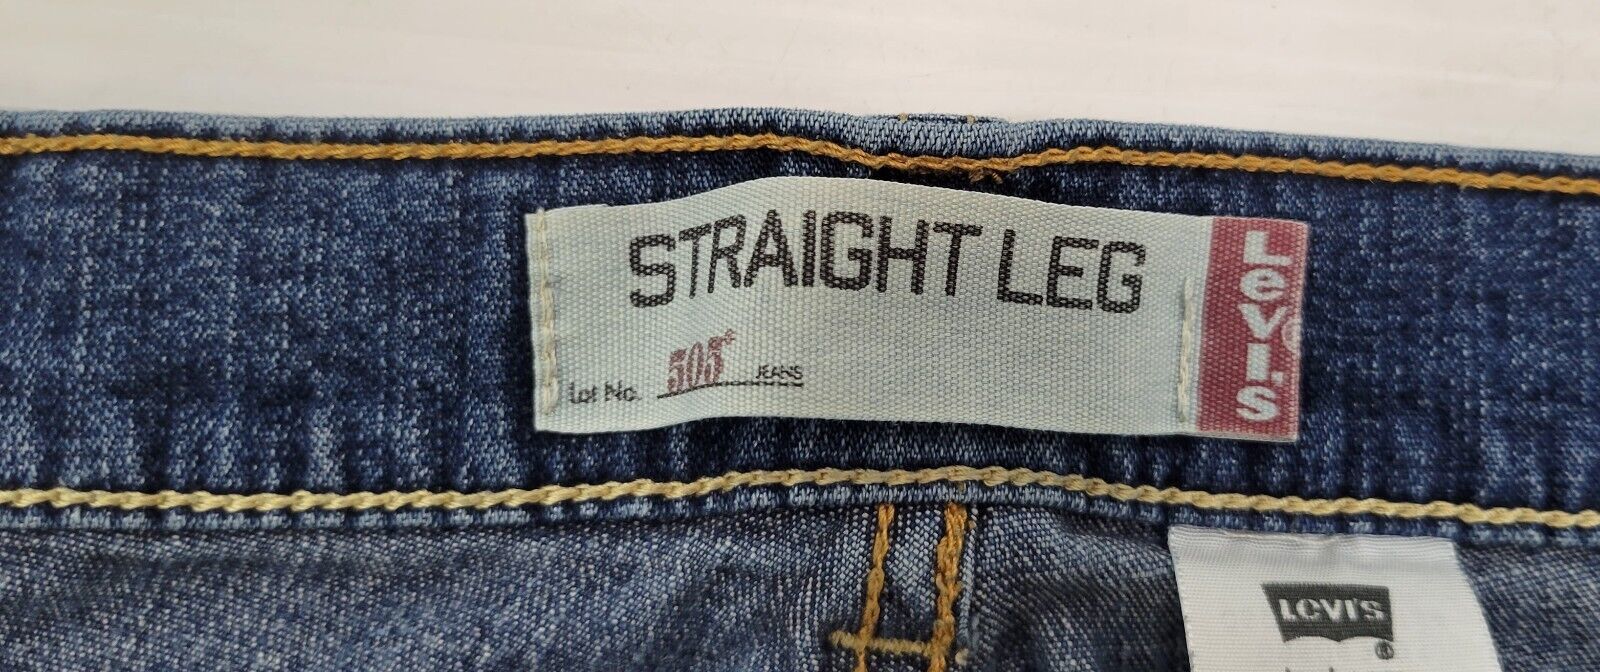 STRAIGHT LEG
Lot No. 505+ JEANS
LeVI'S
LEVI'S ®